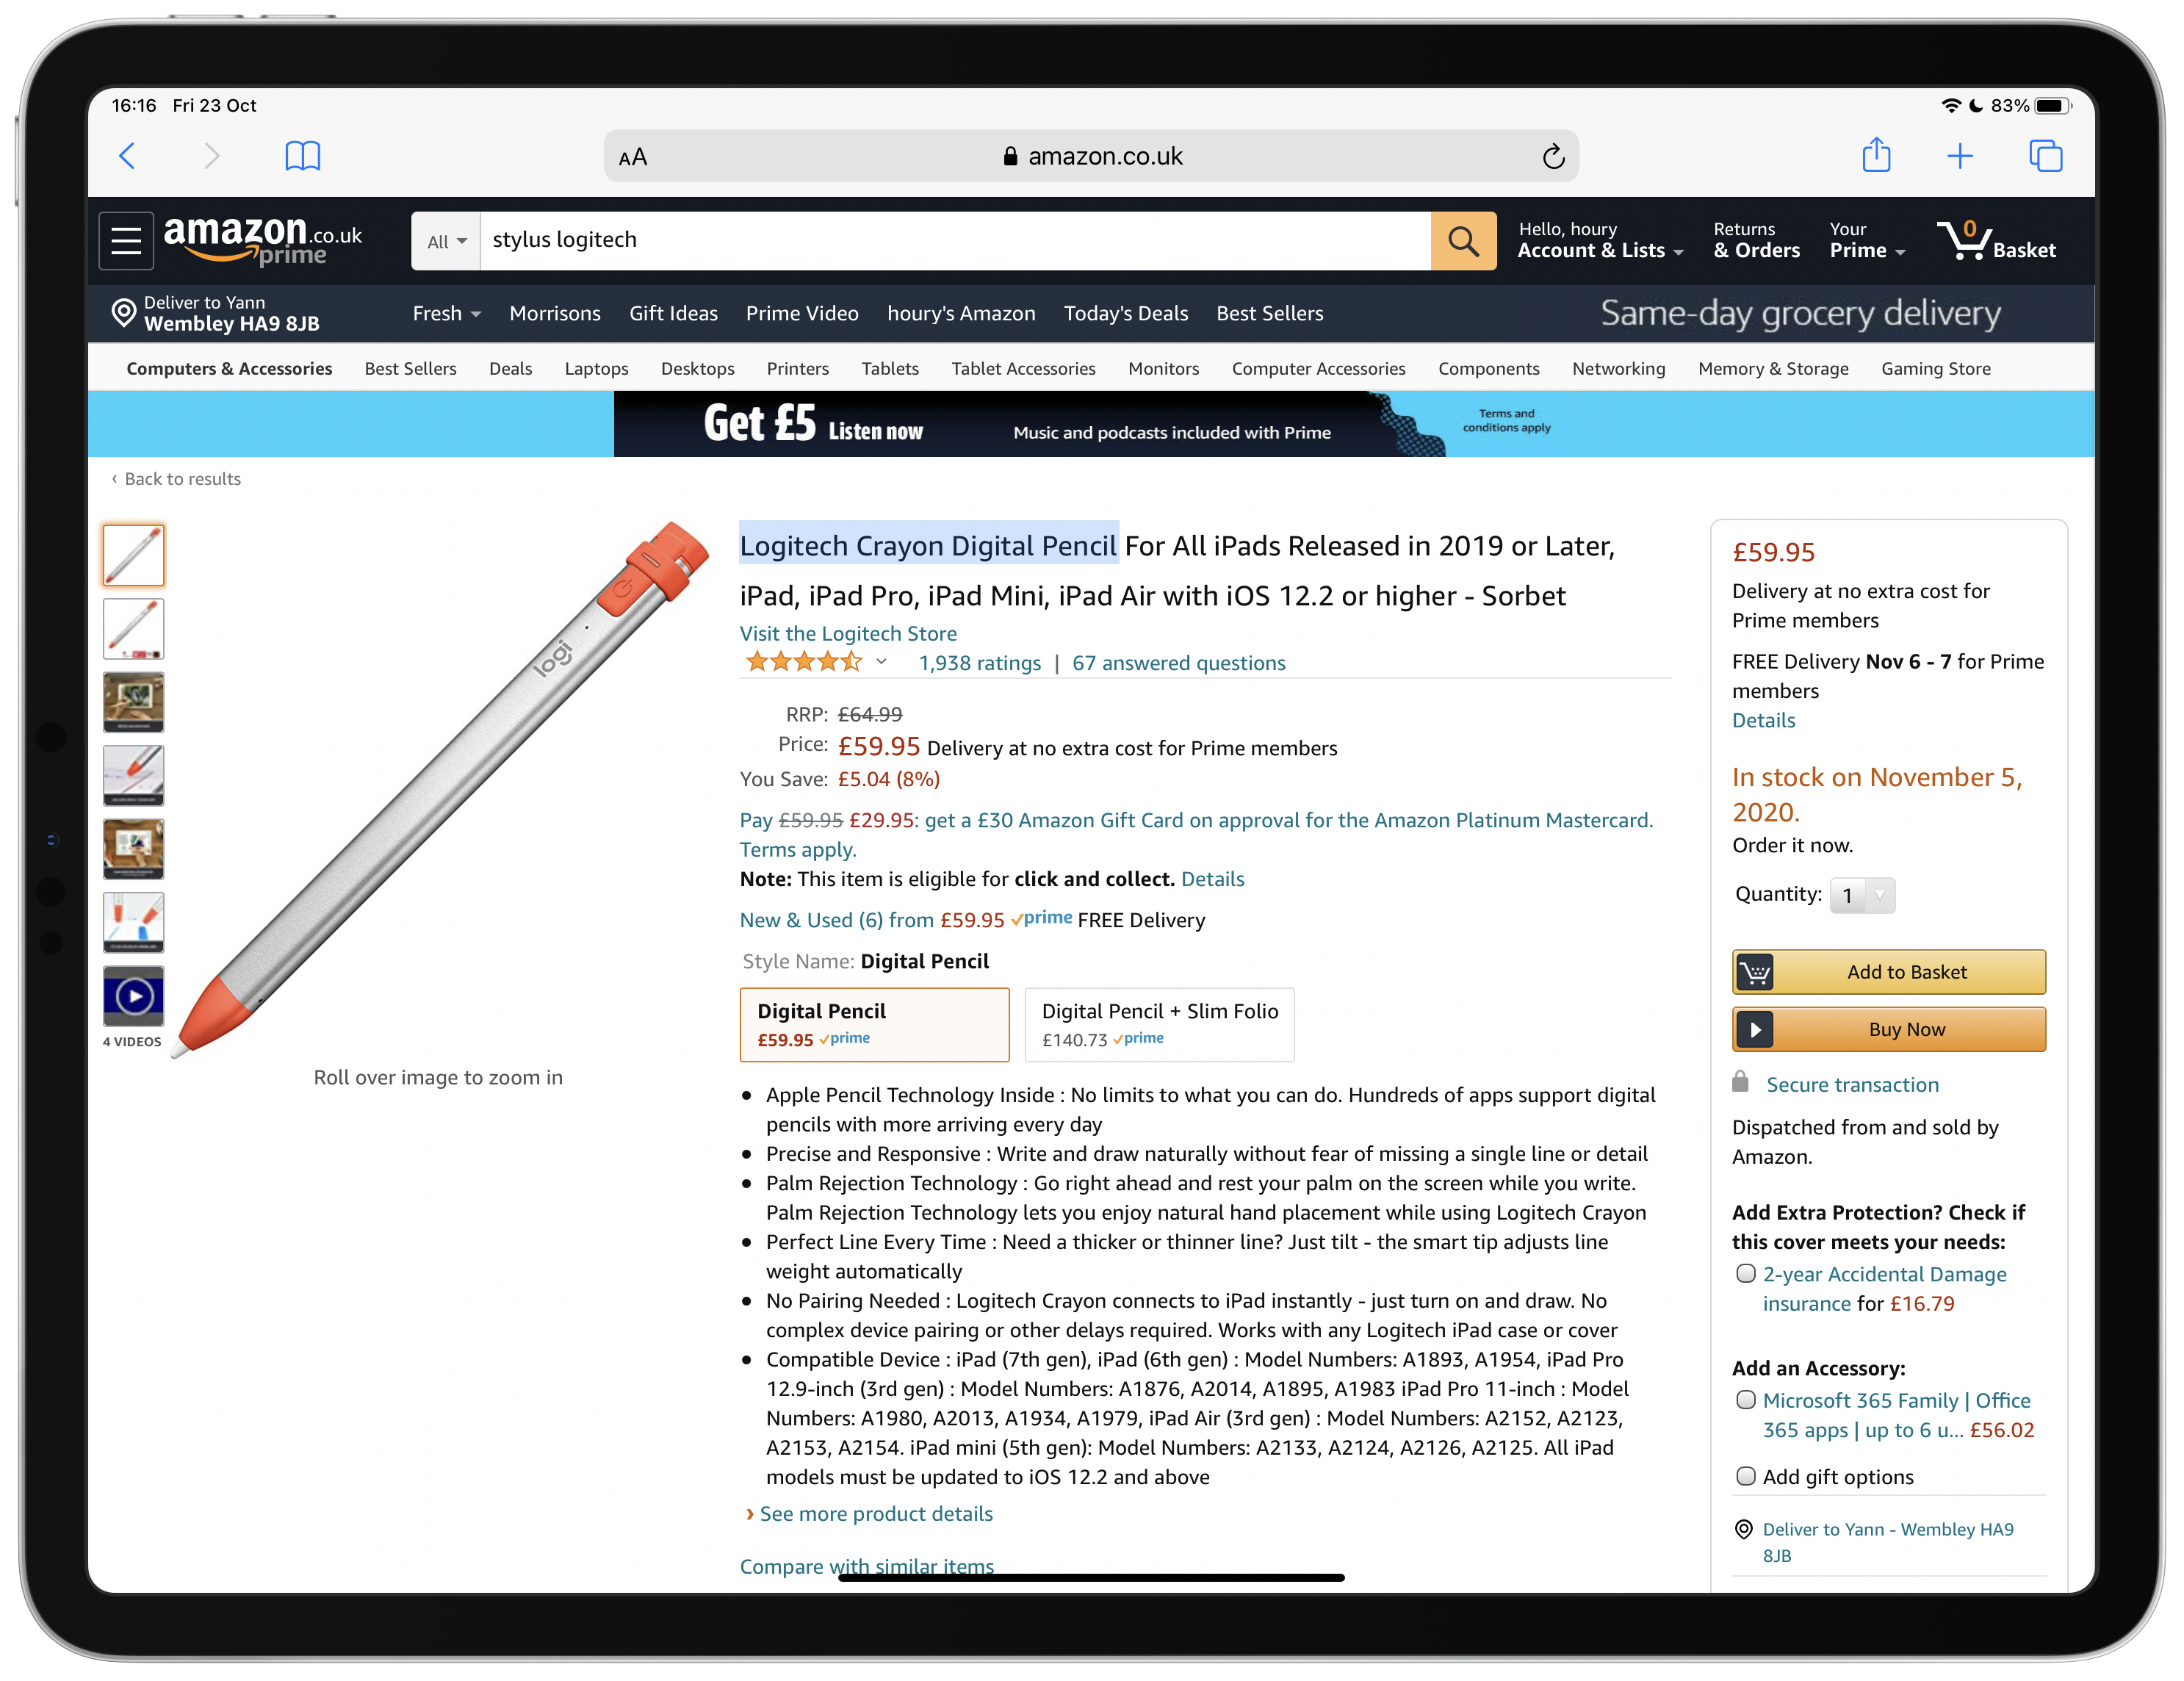 16:16 Fri 23 Oct
83%
AA amazon.co.uk
amazon.co.uk
prime
All
stylus logitech
Hello, houry
Account & Lists
Returns
& Orders
Your
Prime
0
Basket
Deliver to Yann
Wembley HA9 8JB
Fresh Morrisons Gift Ideas Prime Video houry's Amazon Today's Deals Best Sellers
Same-day grocery delivery
Computers & Accessories Best Sellers Deals Laptops Desktops Printers Tablets Tablet Accessories Monitors Computer Accessories Components Networking Memory & Storage Gaming Store
Get £5 Listen now Music and podcasts included with Prime
Terms and
conditions apply
‹ Back to results
logi
4 VIDEOS
Roll over image to zoom in
Logitech Crayon Digital Pencil For All iPads Released in 2019 or Later,
iPad, iPad Pro, iPad Mini, iPad Air with iOS 12.2 or higher - Sorbet
Visit the Logitech Store
1,938 ratings | 67 answered questions
RRP: £64.99
Price: £59.95 Delivery at no extra cost for Prime members
You Save: £5.04 (8%)
Pay £59.95 £29.95: get a £30 Amazon Gift Card on approval for the Amazon Platinum Mastercard.
Terms apply.
Note: This item is eligible for click and collect. Details
New & Used (6) from £59.95 prime FREE Delivery
Style Name: Digital Pencil
Digital Pencil
£59.95 prime
Digital Pencil + Slim Folio
£140.73 prime
• Apple Pencil Technology Inside : No limits to what you can do. Hundreds of apps support digital
pencils with more arriving every day
• Precise and Responsive : Write and draw naturally without fear of missing a single line or detail
• Palm Rejection Technology : Go right ahead and rest your palm on the screen while you write.
Palm Rejection Technology lets you enjoy natural hand placement while using Logitech Crayon
• Perfect Line Every Time : Need a thicker or thinner line? Just tilt - the smart tip adjusts line
weight automatically
• No Pairing Needed : Logitech Crayon connects to iPad instantly - just turn on and draw. No
complex device pairing or other delays required. Works with any Logitech iPad case or cover
• Compatible Device : iPad (7th gen), iPad (6th gen) : Model Numbers: A1893, A1954, iPad Pro
12.9-inch (3rd gen) : Model Numbers: A1876, A2014, A1895, A1983 iPad Pro 11-inch : Model
Numbers: A1980, A2013, A1934, A1979, iPad Air (3rd gen) : Model Numbers: A2152, A2123,
A2153, A2154. iPad mini (5th gen): Model Numbers: A2133, A2124, A2126, A2125. All iPad
models must be updated to iOS 12.2 and above
› See more product details
Compare with similar items
£59.95
Delivery at no extra cost for
Prime members
FREE Delivery Nov 6 - 7 for Prime
members
Details
In stock on November 5,
2020.
Order it now.
Quantity: 1
Add to Basket
Buy Now
Secure transaction
Dispatched from and sold by
Amazon.
Add Extra Protection? Check if
this cover meets your needs:
2-year Accidental Damage
insurance for £16.79
Add an Accessory:
Microsoft 365 Family | Office
365 apps | up to 6 u... £56.02
Add gift options
Deliver to Yann - Wembley HA9
8JB